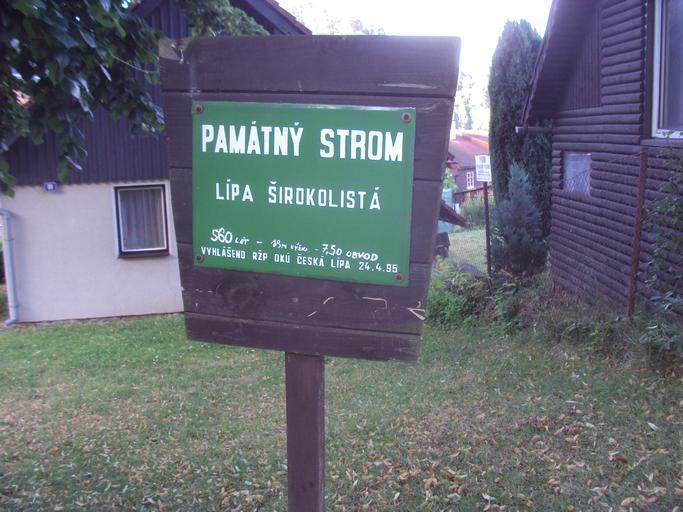 PAMÁTNÝ STROM
LÍPA ŠIROKOLISTÁ
560 LET - 18m VÝŠKA - 7,50 OBVOD
VYHLÁŠENO RŽP OKÚ ČESKÁ LÍPA 24.4.95